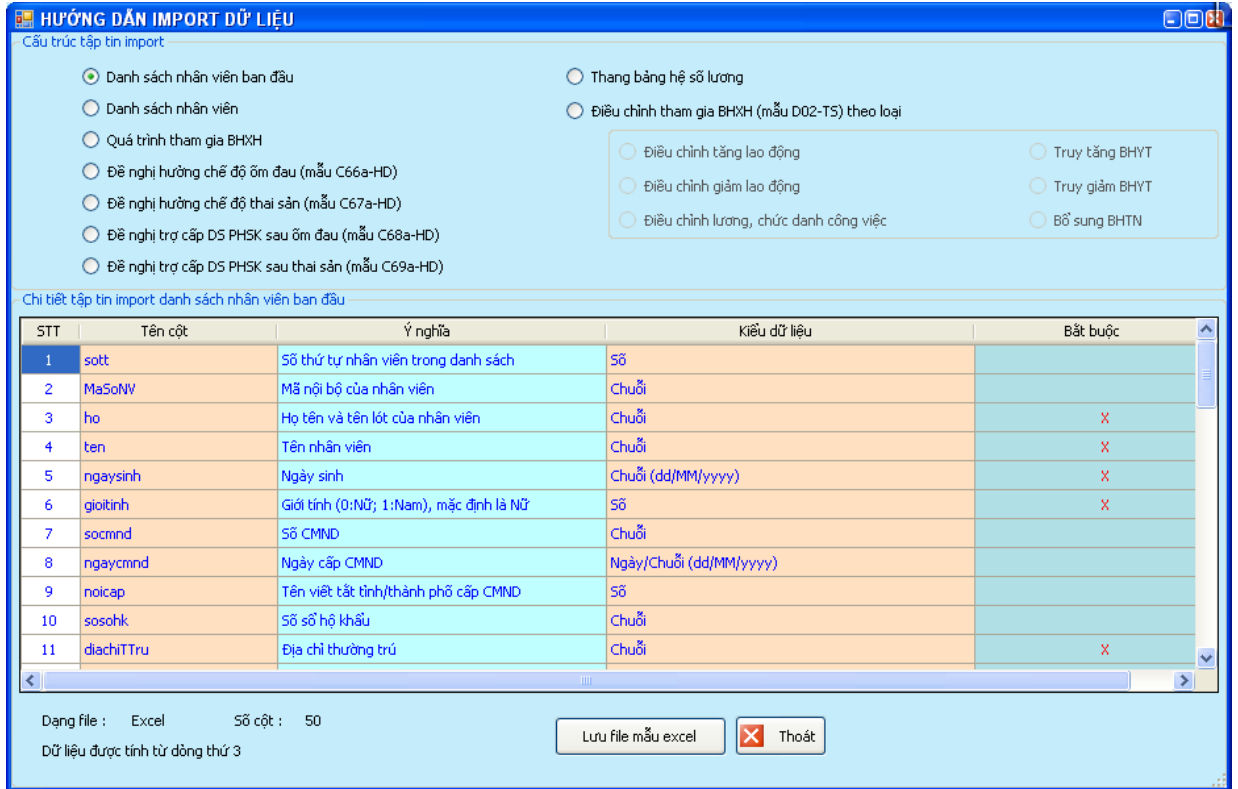 HƯỚNG DẪN IMPORT DỮ LIỆU
Cấu trúc tập tin import
Danh sách nhân viên ban đầu
Danh sách nhân viên
Quá trình tham gia BHXH
Đề nghị hưởng chế độ ốm đau (mẫu C66a-HD)
Đề nghị hưởng chế độ thai sản (mẫu C67a-HD)
Đề nghị trợ cấp DS PHSK sau ốm đau (mẫu C68a-HD)
Đề nghị trợ cấp DS PHSK sau thai sản (mẫu C69a-HD)
Thang bảng hệ số lương
Điều chỉnh tham gia BHXH (mẫu D02-TS) theo loại
Điều chỉnh tăng lao động Truy tăng BHYT
Điều chỉnh giảm lao động Truy giảm BHYT
Điều chỉnh lương, chức danh công việc Bổ sung BHTN
Chi tiết tập tin import danh sách nhân viên ban đầu
STT Tên cột Ý nghĩa Kiểu dữ liệu Bắt buộc
1 sott Số thứ tự nhân viên trong danh sách Số
2 MaSoNV Mã nội bộ của nhân viên Chuỗi
3 ho Họ tên và tên lót của nhân viên Chuỗi X
4 ten Tên nhân viên Chuỗi X
5 ngaysinh Ngày sinh Chuỗi (dd/MM/yyyy) X
6 gioitinh Giới tính (0:Nữ; 1:Nam), mặc định là Nữ Số X
7 socmnd Số CMND Chuỗi
8 ngaycmnd Ngày cấp CMND Ngày/Chuỗi (dd/MM/yyyy)
9 noicap Tên viết tắt tỉnh/thành phố cấp CMND Số
10 sosohk Số sổ hộ khẩu Chuỗi
11 diachiTTru Địa chỉ thường trú Chuỗi X
Dạng file : Excel Số cột : 50
Dữ liệu được tính từ dòng thứ 3
Lưu file mẫu excel
Thoát